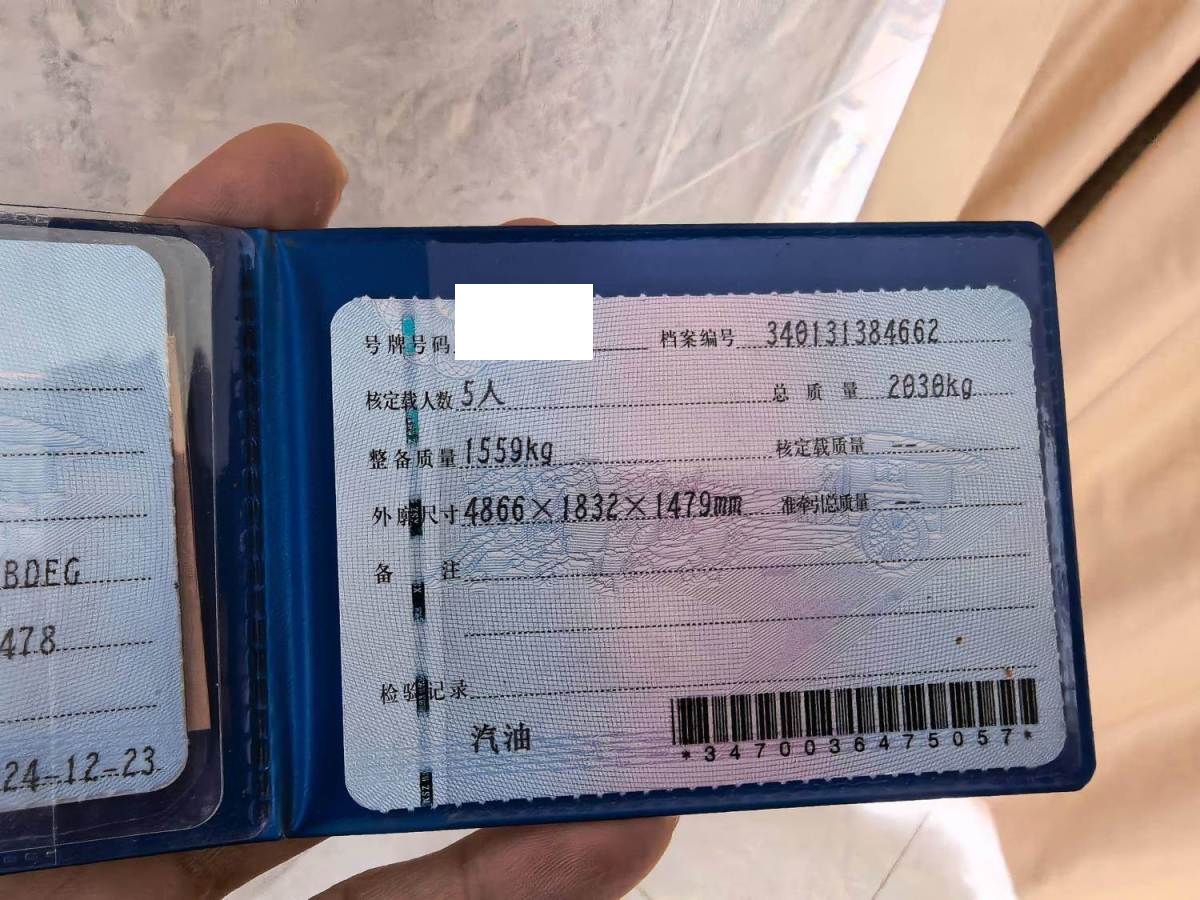 BDEG
478
24-12-23
号牌号码
档案编号 340131384662
核定载人数 5人
总质量 2030kg
整备质量 1559kg
核定载质量 --
外廓尺寸 4866×1832×1479mm
准牵引总质量 --
备注
检验记录
汽油
*3470036475057*